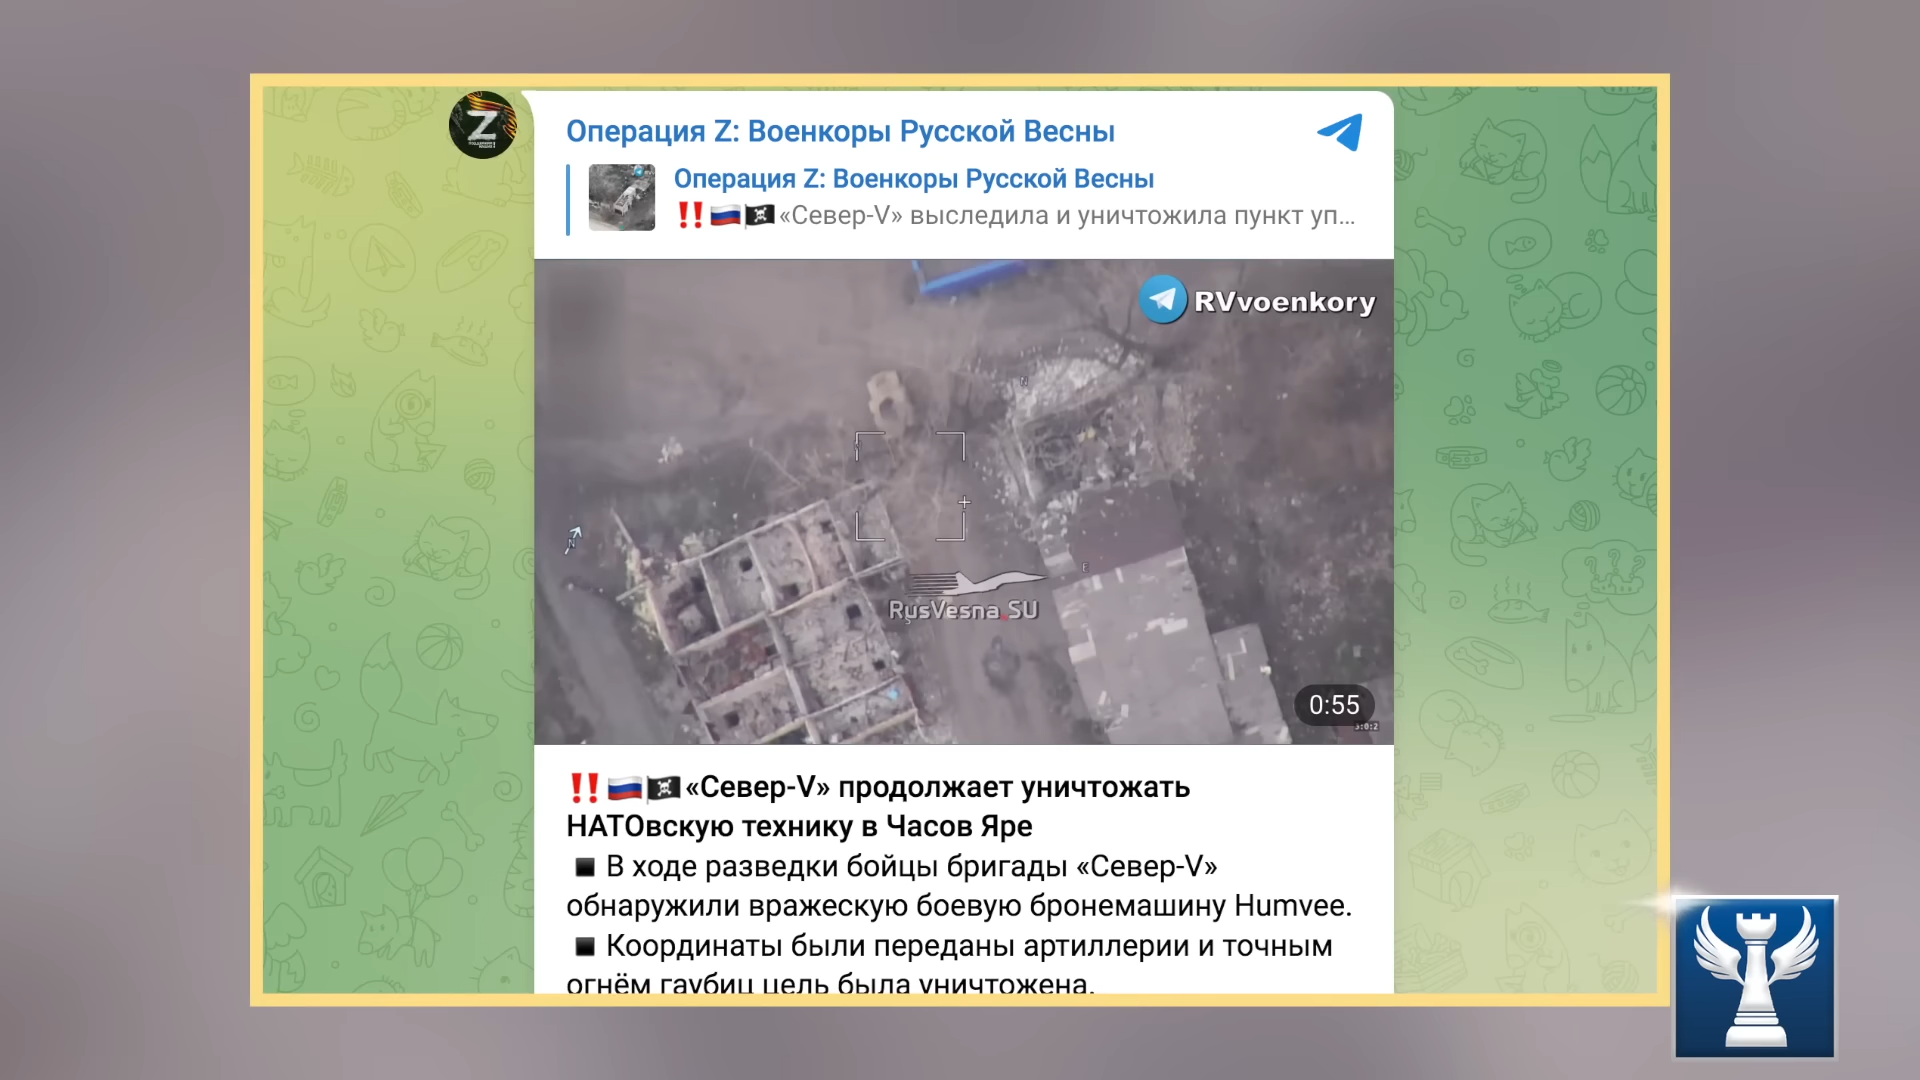 Операция Z: Военкоры Русской Весны
Операция Z: Военкоры Русской Весны
‼️🇷🇺🏴‍☠️«Север-V» выследила и уничтожила пункт уп...
RVvoenkory
N
N
E
RusVesna.SU
S
0:55
Z
‼️🇷🇺🏴‍☠️«Север-V» продолжает уничтожать
НАТОвскую технику в Часов Яре
▪️В ходе разведки бойцы бригады «Север-V»
обнаружили вражескую боевую бронемашину Humvee.
▪️Координаты были переданы артиллерии и точным
огнём гаубиц цель была уничтожена.